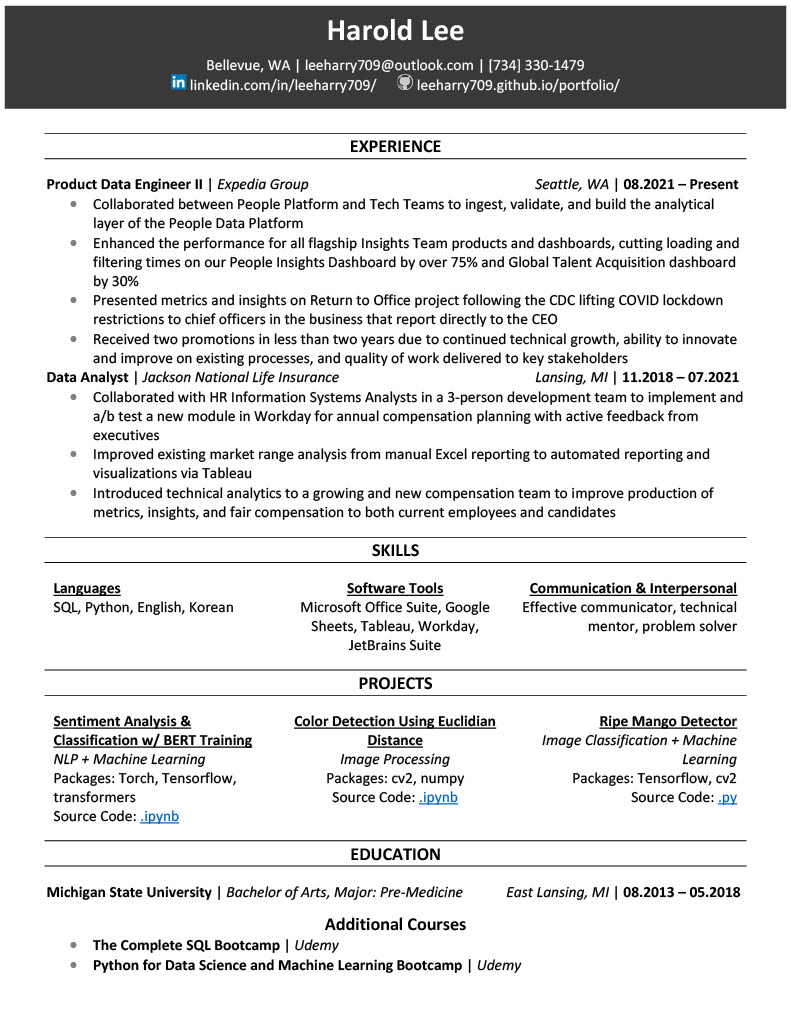 Harold Lee
Bellevue, WA | leeharry709@outlook.com | [734] 330-1479
in linkedin.com/in/leeharry709/ leeharry709.github.io/portfolio/
EXPERIENCE
Product Data Engineer II | Expedia Group Seattle, WA | 08.2021 – Present
• Collaborated between People Platform and Tech Teams to ingest, validate, and build the analytical
layer of the People Data Platform
• Enhanced the performance for all flagship Insights Team products and dashboards, cutting loading and
filtering times on our People Insights Dashboard by over 75% and Global Talent Acquisition dashboard
by 30%
• Presented metrics and insights on Return to Office project following the CDC lifting COVID lockdown
restrictions to chief officers in the business that report directly to the CEO
• Received two promotions in less than two years due to continued technical growth, ability to innovate
and improve on existing processes, and quality of work delivered to key stakeholders
Data Analyst | Jackson National Life Insurance Lansing, MI | 11.2018 – 07.2021
• Collaborated with HR Information Systems Analysts in a 3-person development team to implement and
a/b test a new module in Workday for annual compensation planning with active feedback from
executives
• Improved existing market range analysis from manual Excel reporting to automated reporting and
visualizations via Tableau
• Introduced technical analytics to a growing and new compensation team to improve production of
metrics, insights, and fair compensation to both current employees and candidates
SKILLS
Languages
SQL, Python, English, Korean
Software Tools
Microsoft Office Suite, Google
Sheets, Tableau, Workday,
JetBrains Suite
Communication & Interpersonal
Effective communicator, technical
mentor, problem solver
PROJECTS
Sentiment Analysis &
Classification w/ BERT Training
NLP + Machine Learning
Packages: Torch, Tensorflow,
transformers
Source Code: .ipynb
Color Detection Using Euclidian
Distance
Image Processing
Packages: cv2, numpy
Source Code: .ipynb
Ripe Mango Detector
Image Classification + Machine
Learning
Packages: Tensorflow, cv2
Source Code: .py
EDUCATION
Michigan State University | Bachelor of Arts, Major: Pre-Medicine East Lansing, MI | 08.2013 – 05.2018
Additional Courses
• The Complete SQL Bootcamp | Udemy
• Python for Data Science and Machine Learning Bootcamp | Udemy